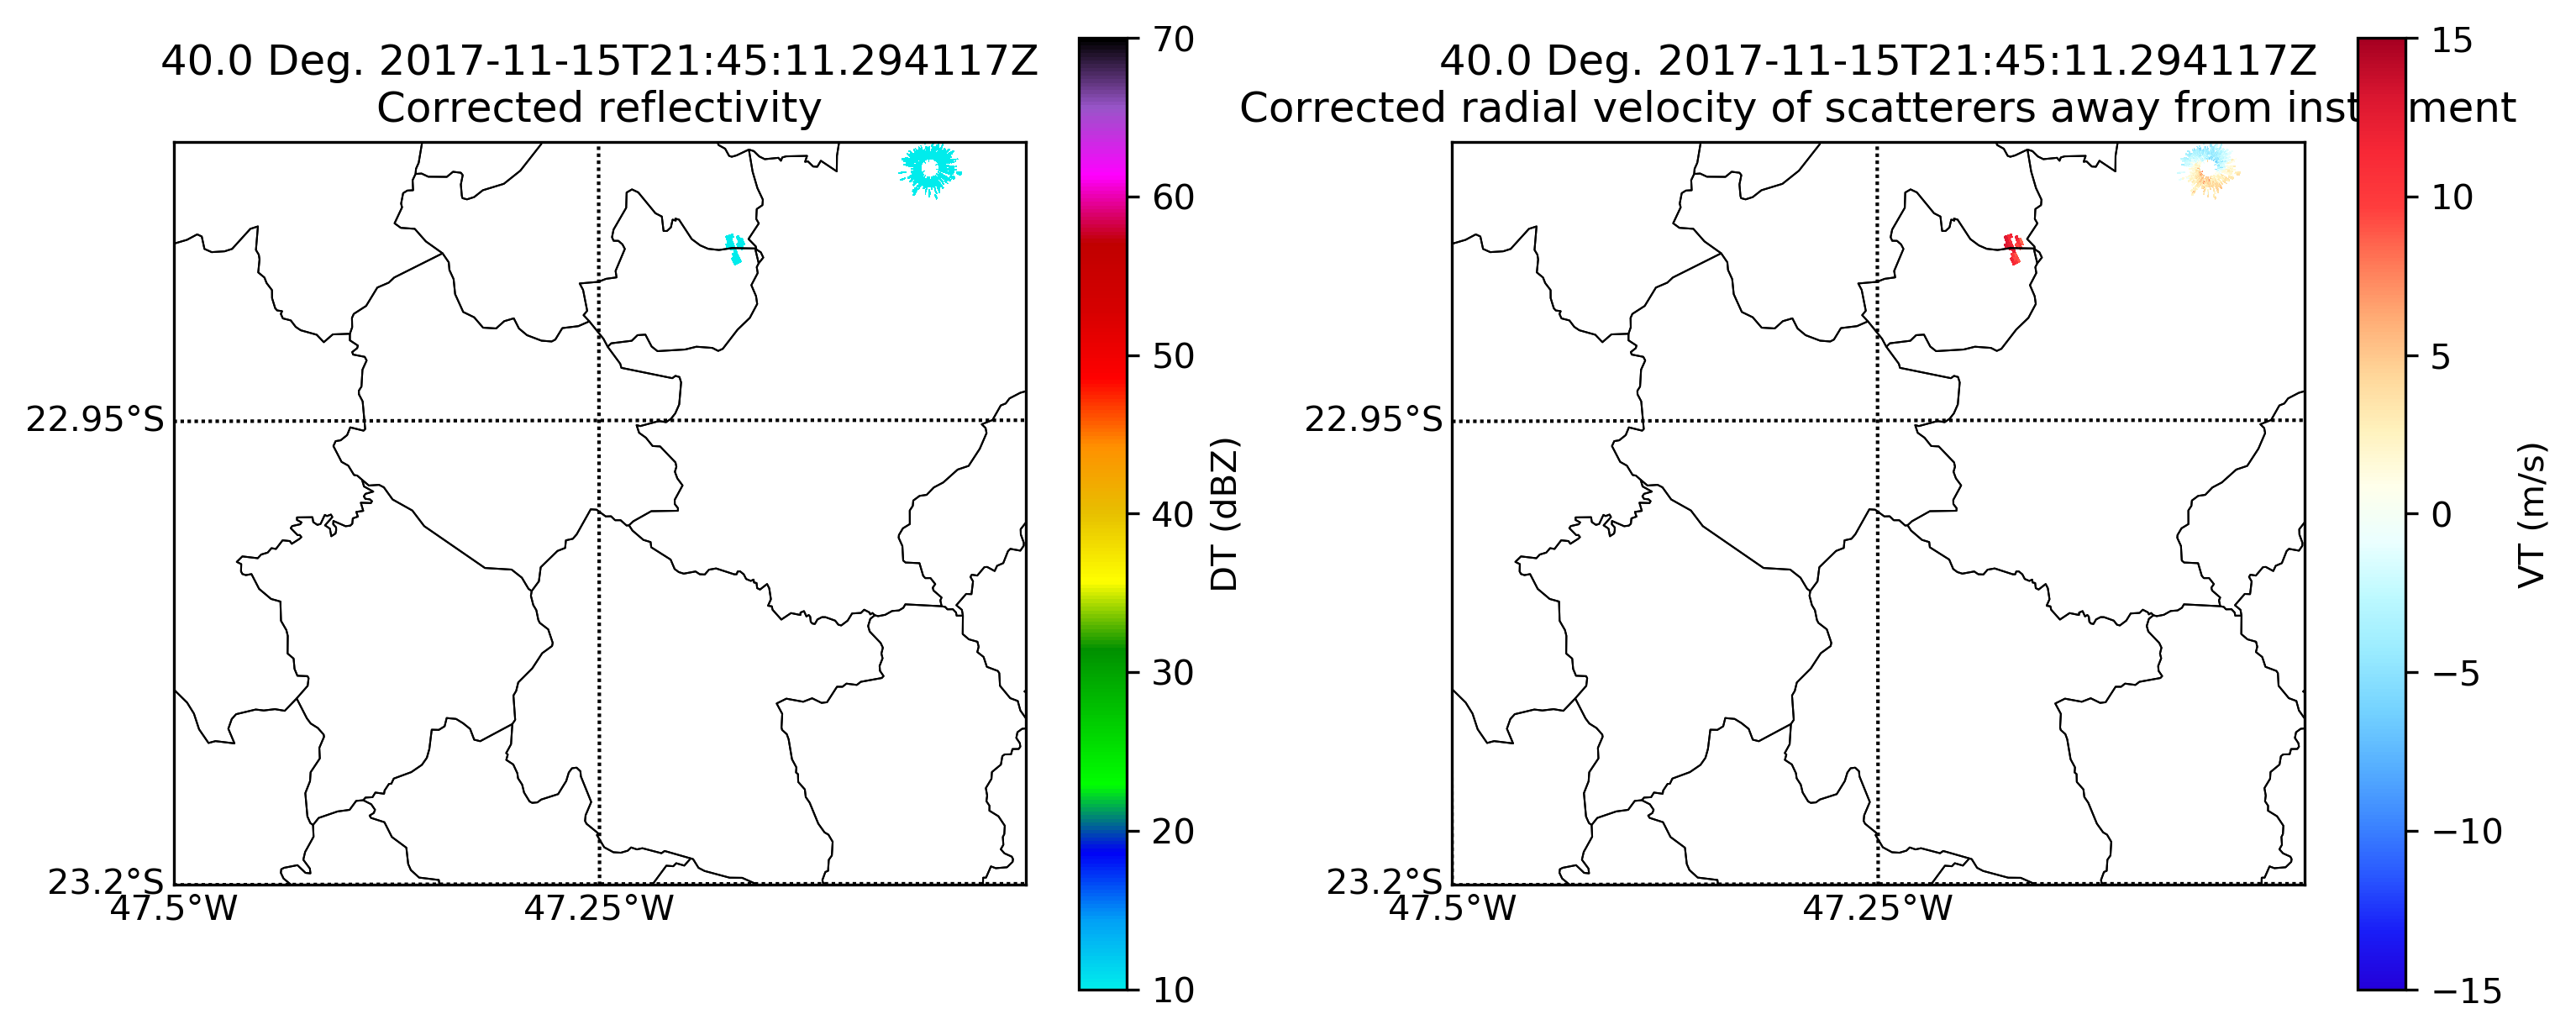 40.0 Deg. 2017-11-15T21:45:11.294117Z
Corrected reflectivity
22.95°S
23.2°S
47.5°W
47.25°W
70
60
50
40
30
20
10
DT (dBZ)
40.0 Deg. 2017-11-15T21:45:11.294117Z
Corrected radial velocity of scatterers away from inst ment
22.95°S
23.2°S
47.5°W
47.25°W
15
10
5
0
−5
−10
−15
VT (m/s)